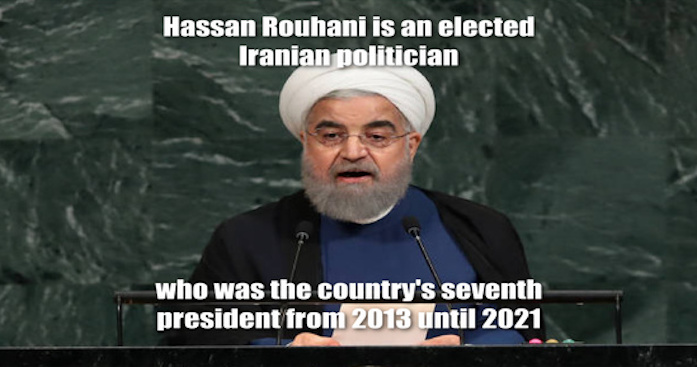 Hassan Rouhani is an elected
Iranian politician
who was the country's seventh
president from 2013 until 2021